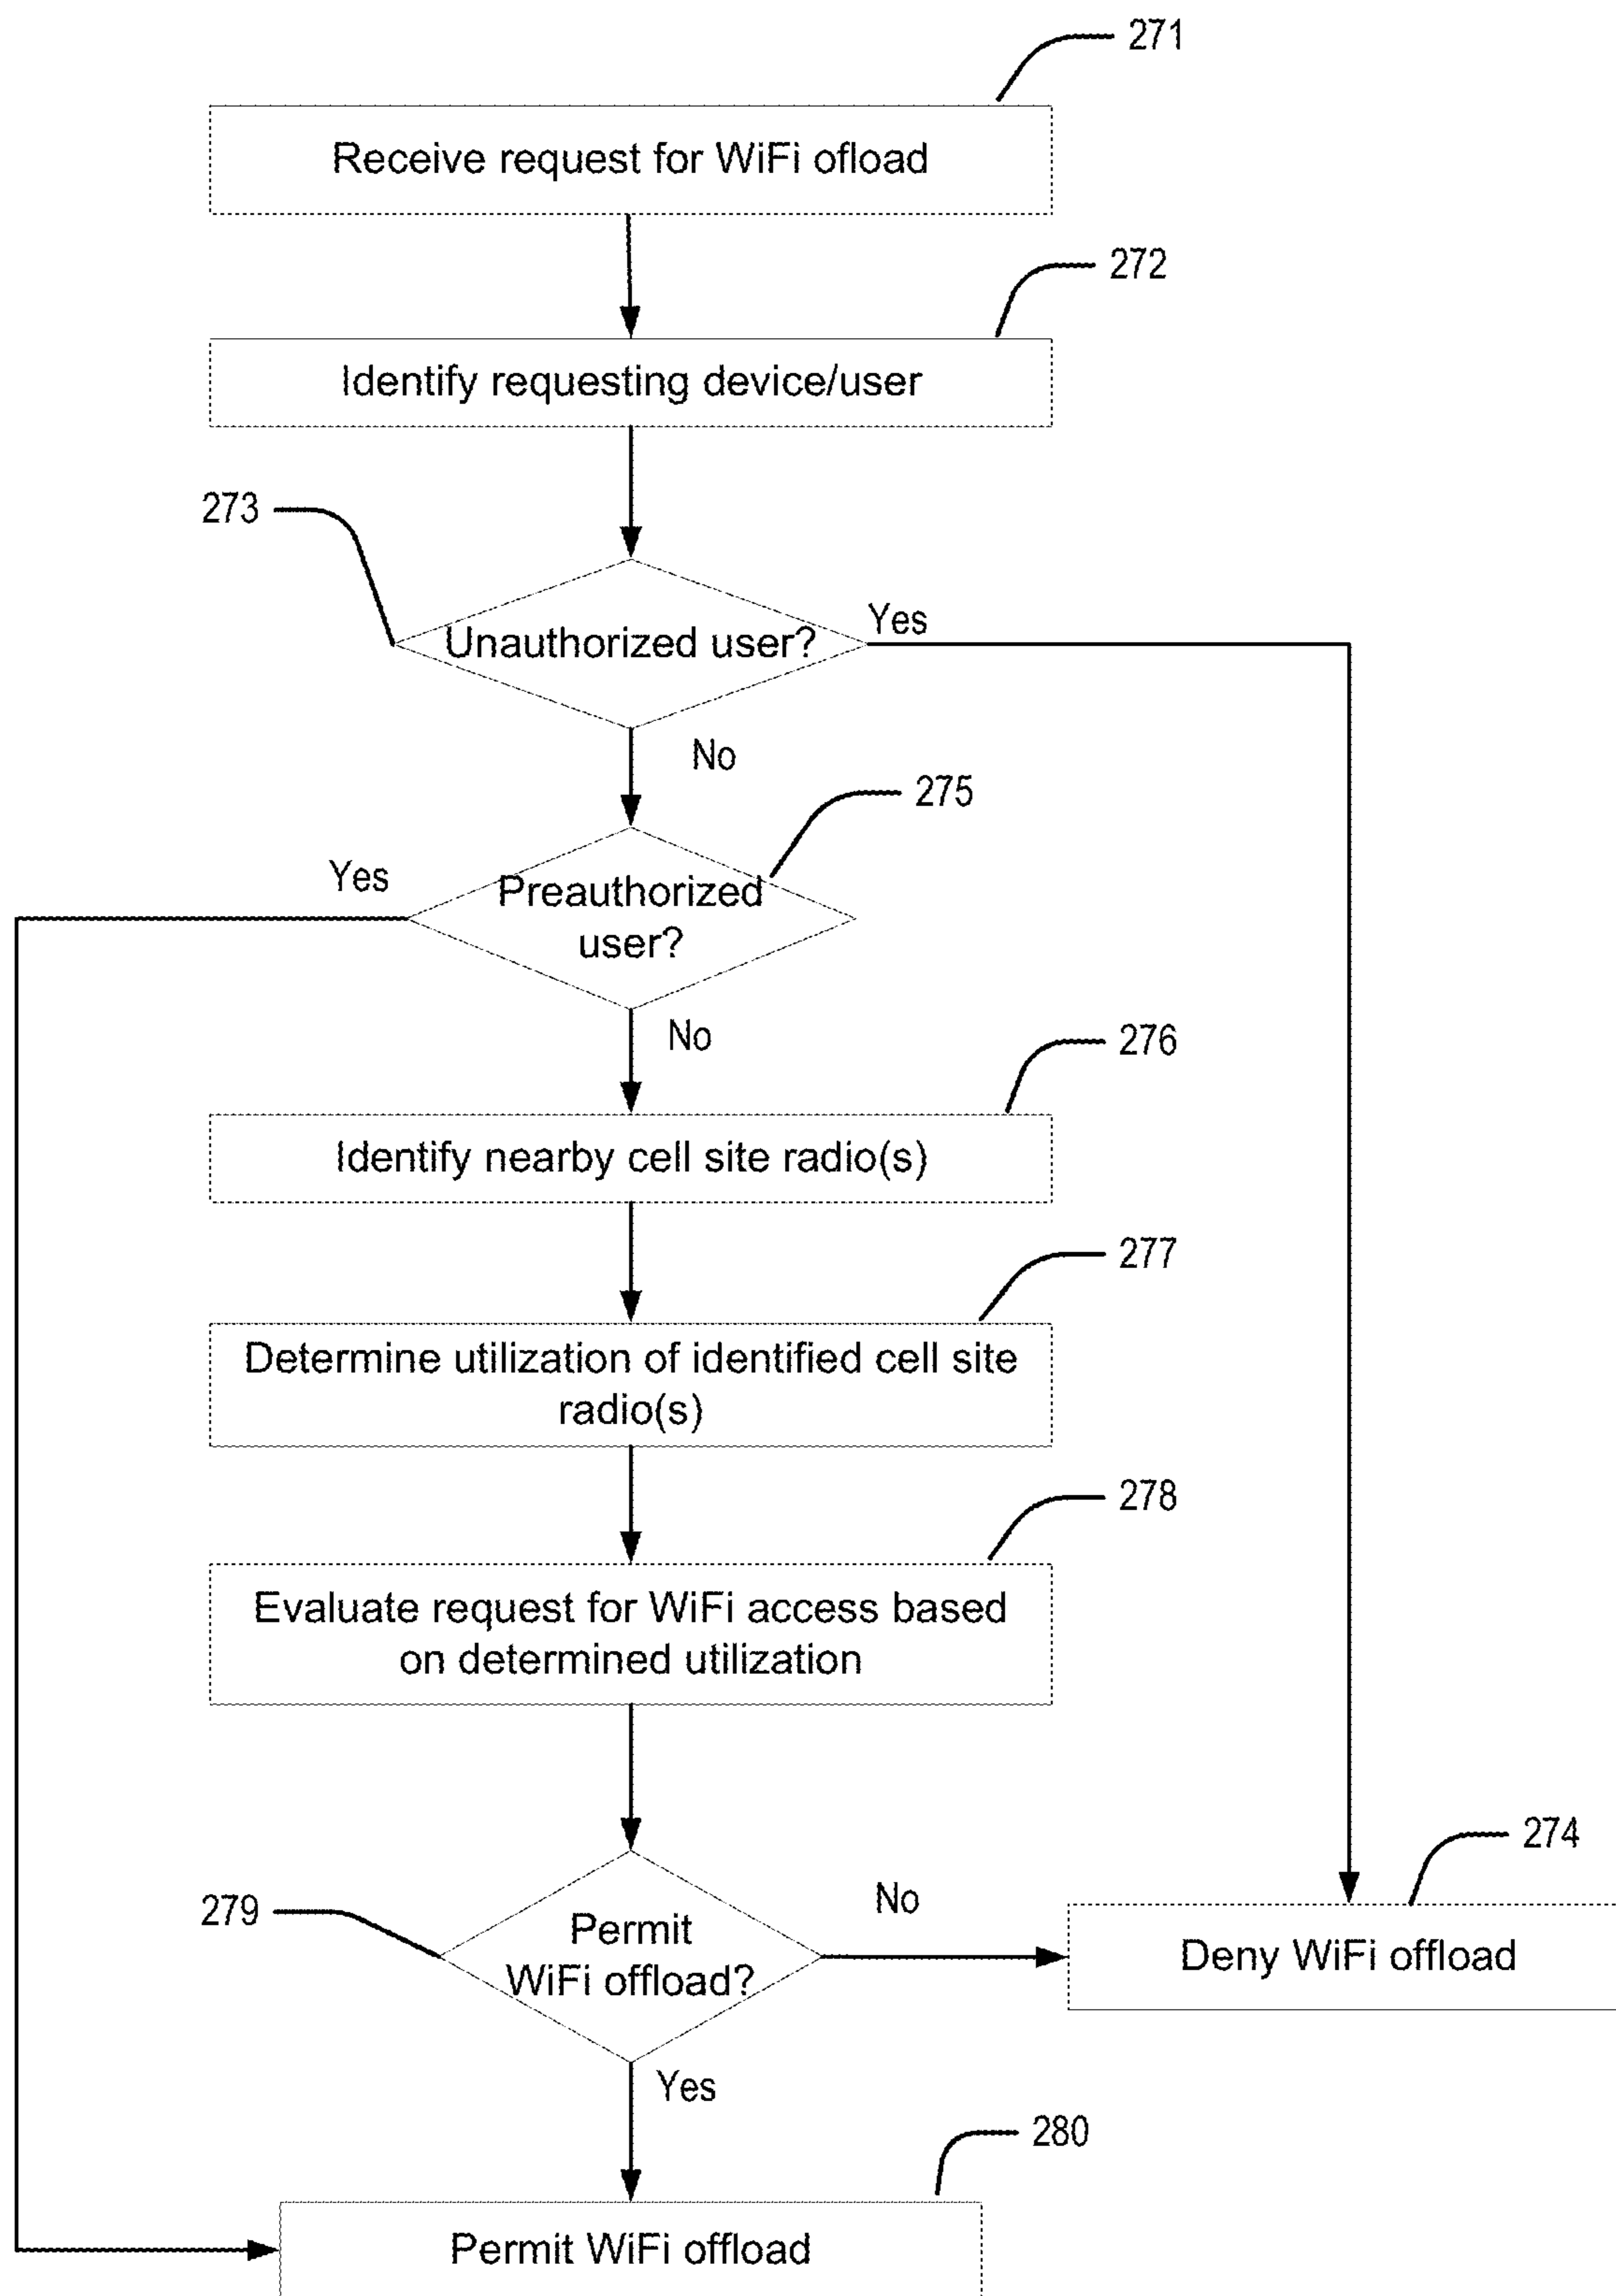 271
Receive request for WiFi ofload
272
Identify requesting device/user
273
Unauthorized user?
Yes
No
275
Yes
Preauthorized
user?
No
276
Identify nearby cell site radio(s)
277
Determine utilization of identified cell site
radio(s)
278
Evaluate request for WiFi access based
on determined utilization
279
Permit
WiFi offload?
No
274
Deny WiFi offload
Yes
280
Permit WiFi offload